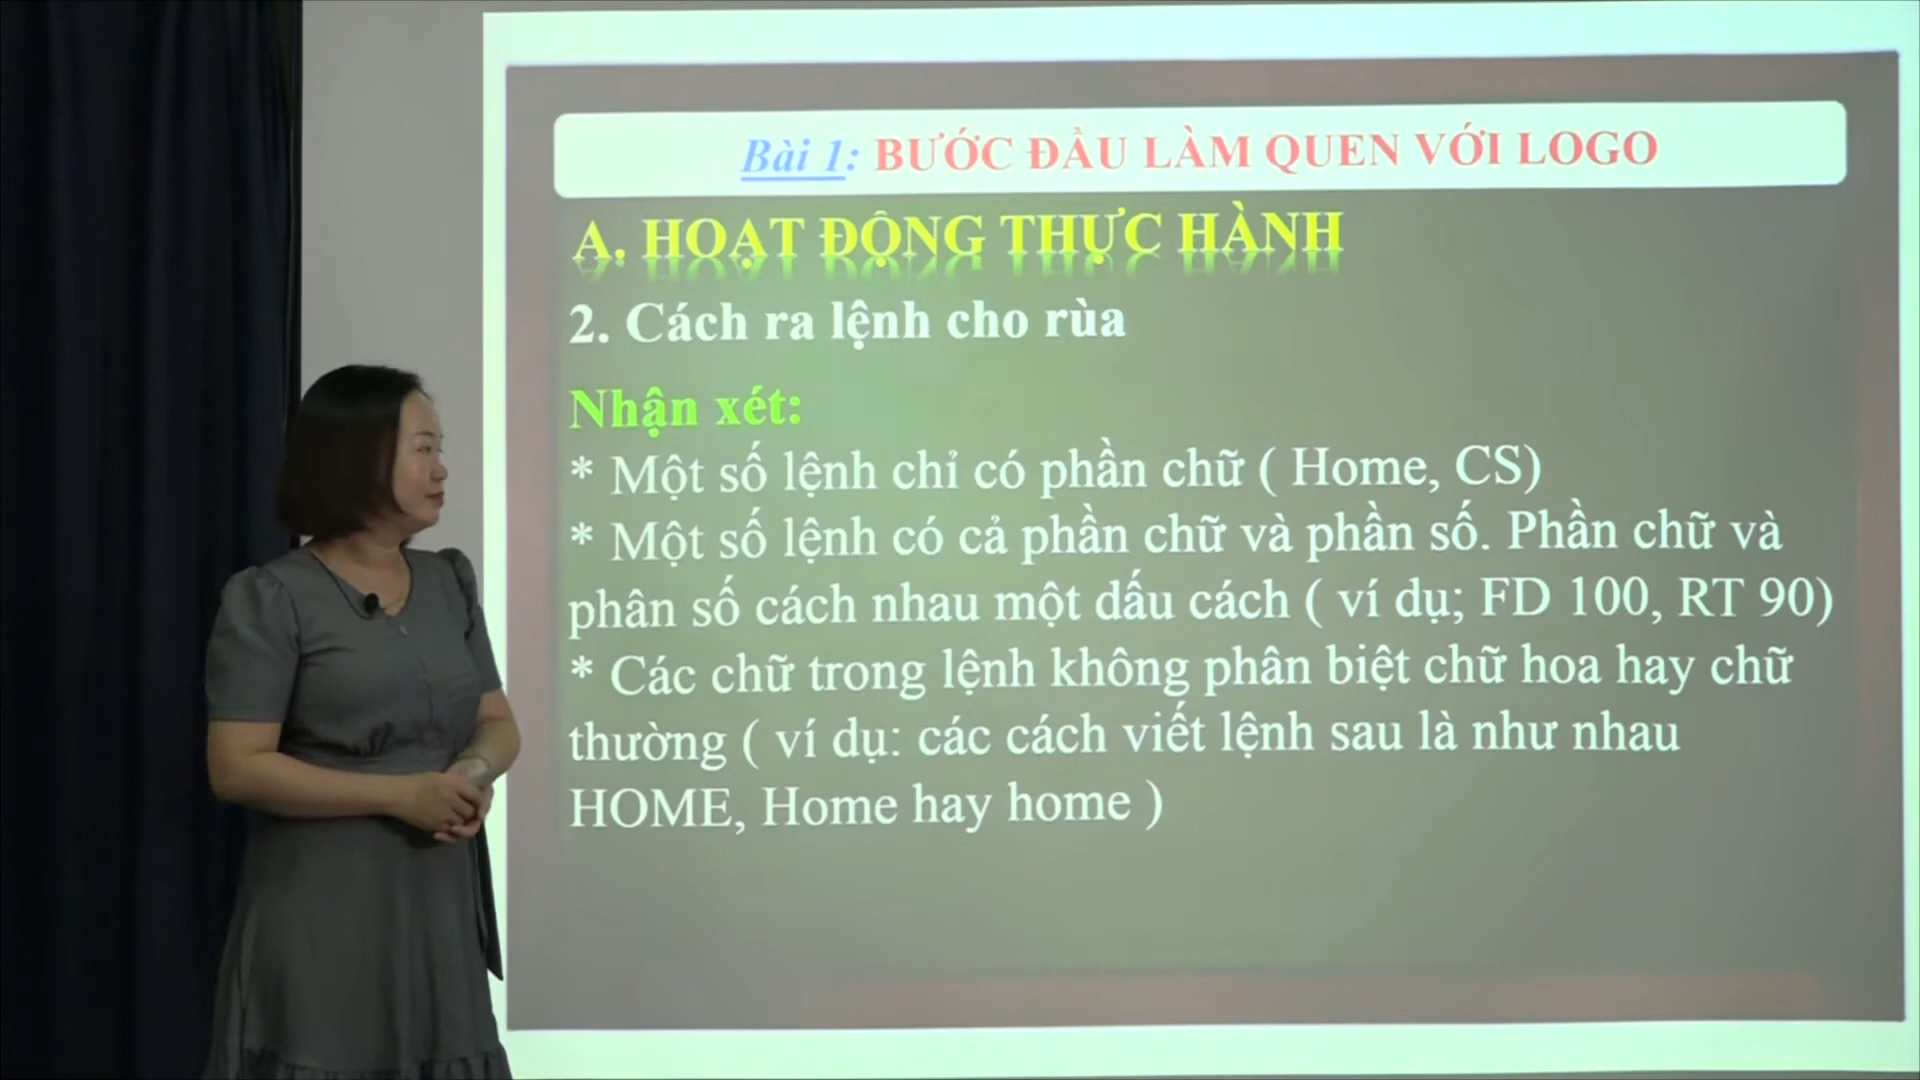 Bài 1: BƯỚC ĐẦU LÀM QUEN VỚI LOGO
A. HOẠT ĐỘNG THỰC HÀNH
2. Cách ra lệnh cho rùa
Nhận xét:
* Một số lệnh chỉ có phần chữ ( Home, CS)
* Một số lệnh có cả phần chữ và phần số. Phần chữ và
phân số cách nhau một dấu cách ( ví dụ; FD 100, RT 90)
* Các chữ trong lệnh không phân biệt chữ hoa hay chữ
thường ( ví dụ: các cách viết lệnh sau là như nhau
HOME, Home hay home )